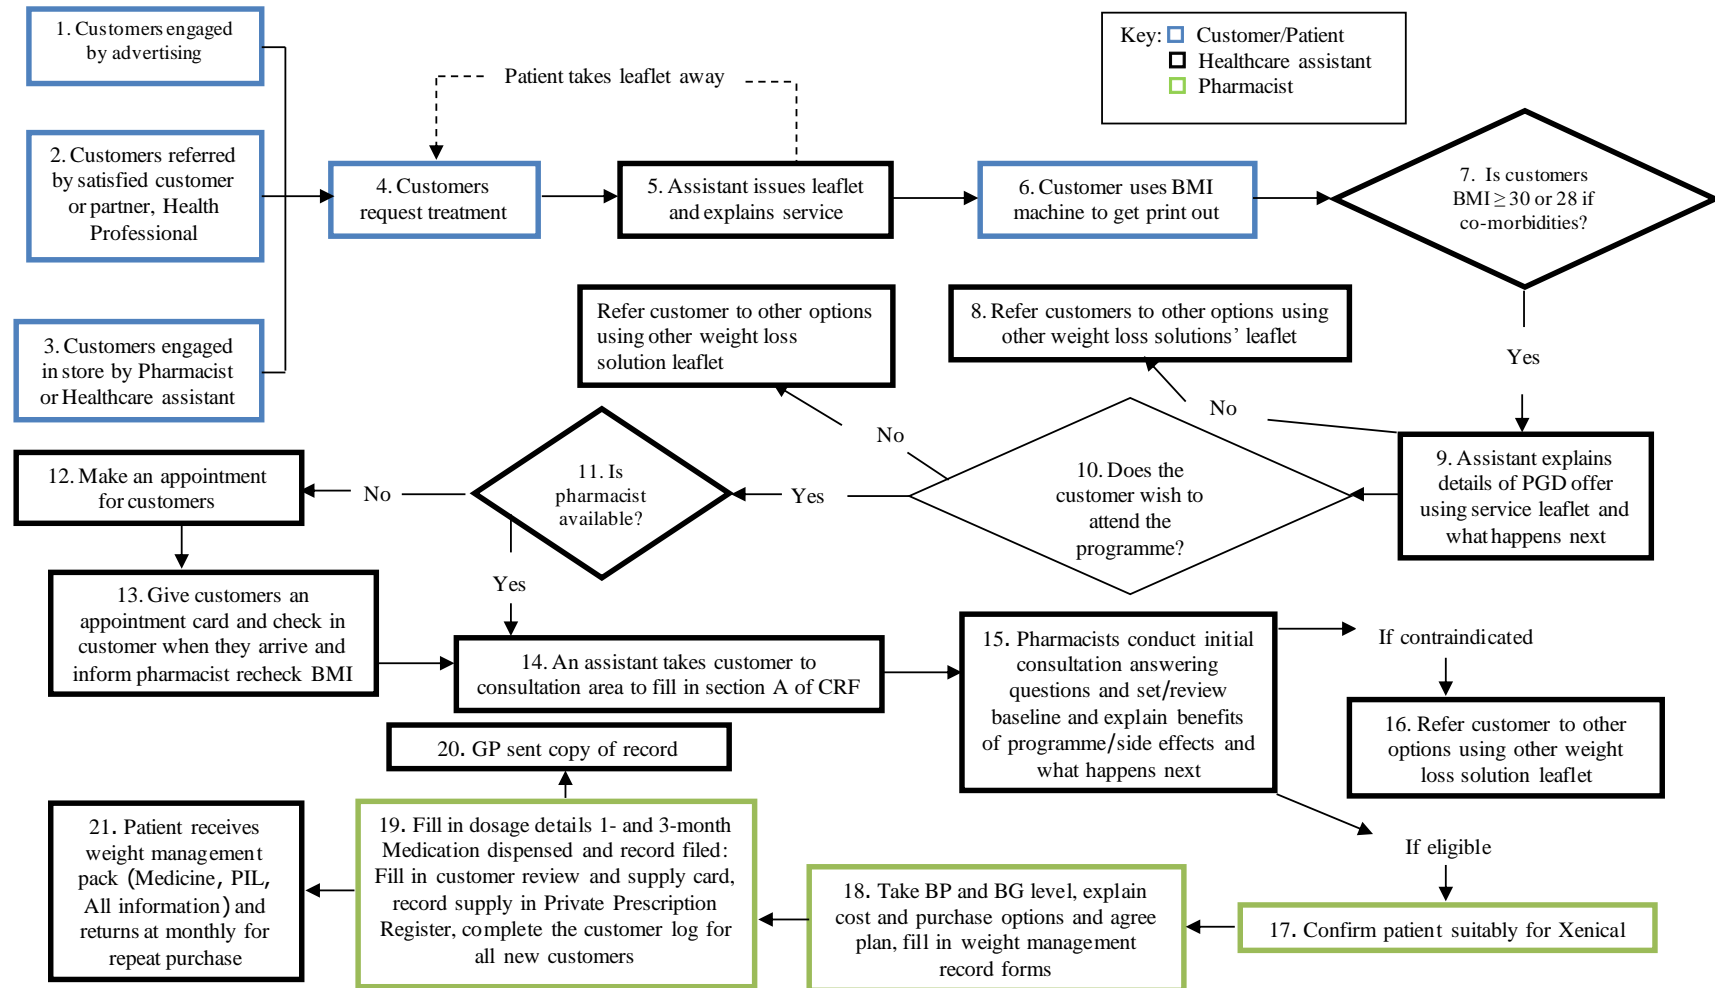 1. Customers engaged
by advertising
Key:
Customer/Patient
Healthcare assistant
Pharmacist
Patient takes leaflet away
2. Customers referred
by satisfied customer
or partner, Health
Professional
4. Customers
request treatment
5. Assistant issues leaflet
and explains service
6. Customer uses BMI
machine to get print out
7. Is customers
BMI ≥ 30 or 28 if
co-morbidities?
3. Customers engaged
in store by Pharmacist
or Healthcare assistant
Refer customer to other options
using other weight loss
solution leaflet
8. Refer customers to other options using
other weight loss solutions’ leaflet
Yes
No
No
9. Assistant explains
details of PGD offer
using service leaflet and
what happens next
10. Does the
customer wish to
attend the
programme?
Yes
11. Is
pharmacist
available?
No
12. Make an appointment
for customers
Yes
13. Give customers an
appointment card and check in
customer when they arrive and
inform pharmacist recheck BMI
14. An assistant takes customer to
consultation area to fill in section A of CRF
15. Pharmacists conduct initial
consultation answering
questions and set/review
baseline and explain benefits
of programme/side effects and
what happens next
If contraindicated
16. Refer customer to other
options using other weight
loss solution leaflet
If eligible
17. Confirm patient suitably for Xenical
18. Take BP and BG level, explain
cost and purchase options and agree
plan, fill in weight management
record forms
19. Fill in dosage details 1- and 3-month
Medication dispensed and record filed:
Fill in customer review and supply card,
record supply in Private Prescription
Register, complete the customer log for
all new customers
20. GP sent copy of record
21. Patient receives
weight management
pack (Medicine, PIL,
All information) and
returns at monthly for
repeat purchase